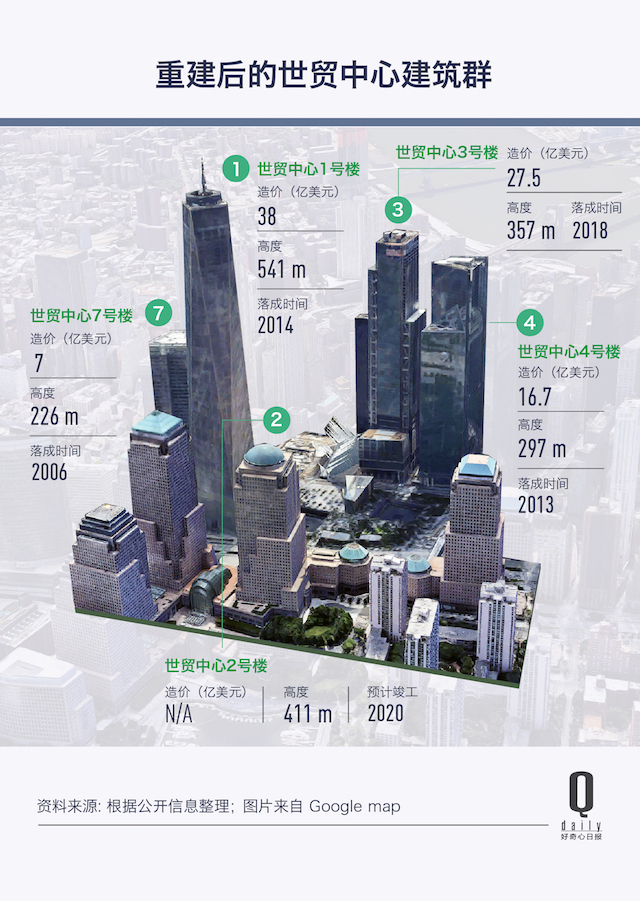 重建后的世贸中心建筑群
1
世贸中心1号楼
造价（亿美元）
38
高度
541 m
落成时间
2014
世贸中心3号楼
造价（亿美元）
27.5
高度 落成时间
357 m 2018
3
世贸中心7号楼
7
造价（亿美元）
7
高度
226 m
落成时间
2006
4
世贸中心4号楼
造价（亿美元）
16.7
高度
297 m
落成时间
2013
2
世贸中心2号楼
造价（亿美元） 高度 预计竣工
N/A 411 m 2020
资料来源: 根据公开信息整理；图片来自 Google map
Q
daily
好奇心日报